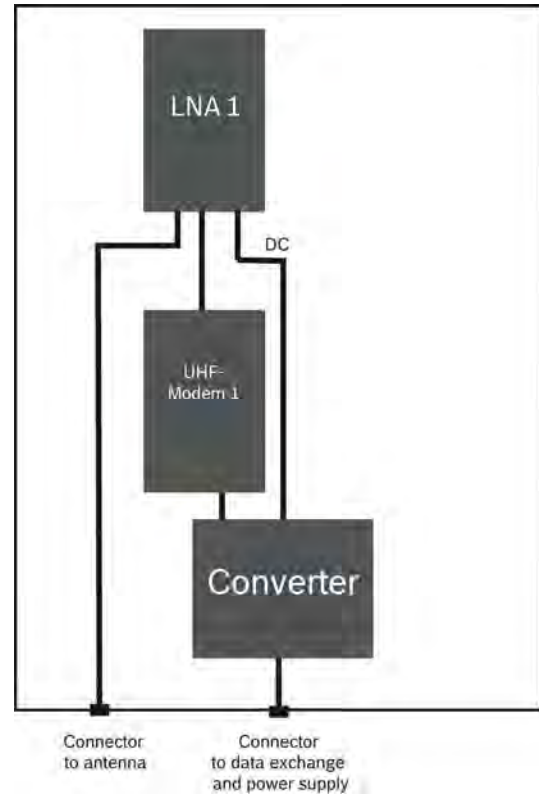 LNA 1
DC
UHF-
Modem 1
Converter
Connector
to antenna
Connector
to data exchange
and power supply